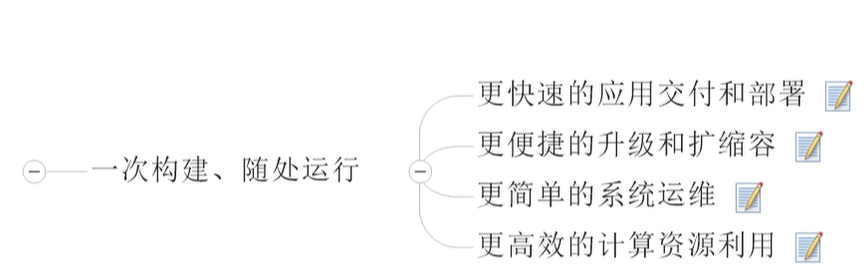 更快速的应用交付和部署
更便捷的升级和扩缩容
一次构建、随处运行
更简单的系统运维
更高效的计算资源利用